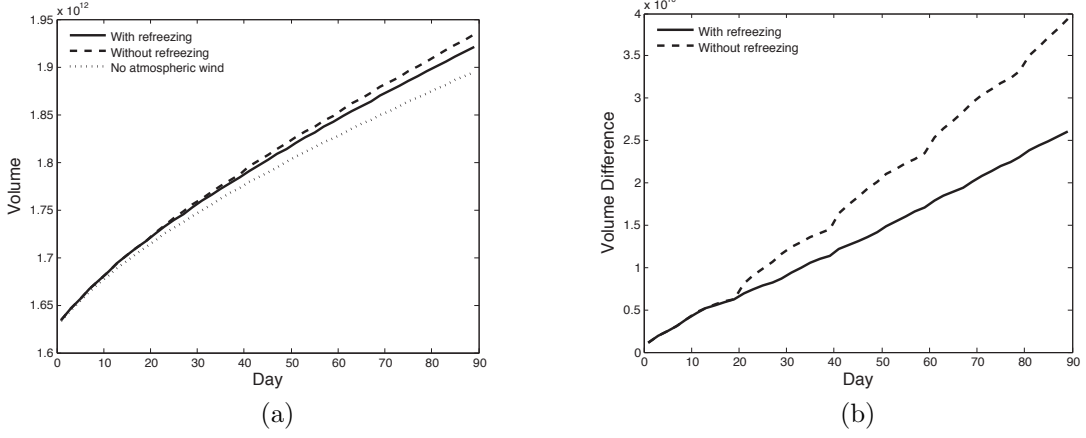 x 10^12
1.95
1.9
1.85
1.8
1.75
1.7
1.65
1.6
With refreezing
Without refreezing
No atmospheric wind
Volume
0 10 20 30 40 50 60 70 80 90
Day
(a)
4
3.5
3
2.5
2
1.5
1
0.5
0
With refreezing
Without refreezing
Volume Difference
0 10 20 30 40 50 60 70 80 90
Day
(b)